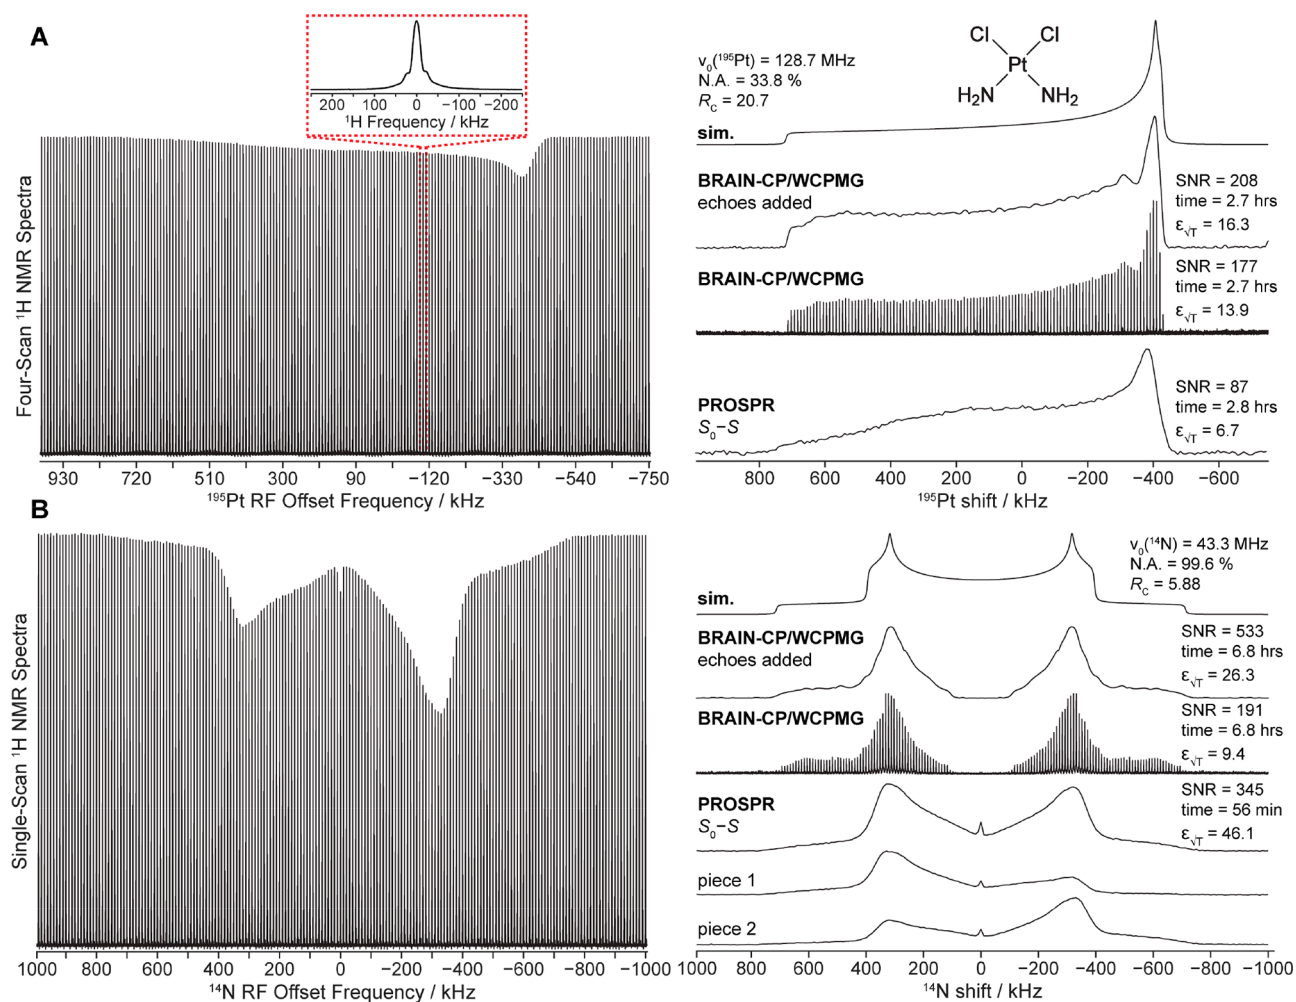 A
200 100 0 −100 −200
¹H Frequency / kHz
Four-Scan ¹H NMR Spectra
930 720 510 300 90 −120 −330 −540 −750
¹⁹⁵Pt RF Offset Frequency / kHz
ν₀(¹⁹⁵Pt) = 128.7 MHz
N.A. = 33.8 %
R_C = 20.7
Cl Cl
Pt
H₂N NH₂
sim.
BRAIN-CP/WCPMG
echoes added
SNR = 208
time = 2.7 hrs
ε_√T = 16.3
BRAIN-CP/WCPMG
SNR = 177
time = 2.7 hrs
ε_√T = 13.9
PROSPR
S₀−S
SNR = 87
time = 2.8 hrs
ε_√T = 6.7
800 600 400 200 0 −200 −400 −600
¹⁹⁵Pt shift / kHz
B
Single-Scan ¹H NMR Spectra
1000 800 600 400 200 0 −200 −400 −600 −800 −1000
¹⁴N RF Offset Frequency / kHz
ν₀(¹⁴N) = 43.3 MHz
N.A. = 99.6 %
R_C = 5.88
sim.
BRAIN-CP/WCPMG
echoes added
SNR = 533
time = 6.8 hrs
ε_√T = 26.3
BRAIN-CP/WCPMG
SNR = 191
time = 6.8 hrs
ε_√T = 9.4
PROSPR
S₀−S
SNR = 345
time = 56 min
ε_√T = 46.1
piece 1
piece 2
1000 800 600 400 200 0 −200 −400 −600 −800 −1000
¹⁴N shift / kHz